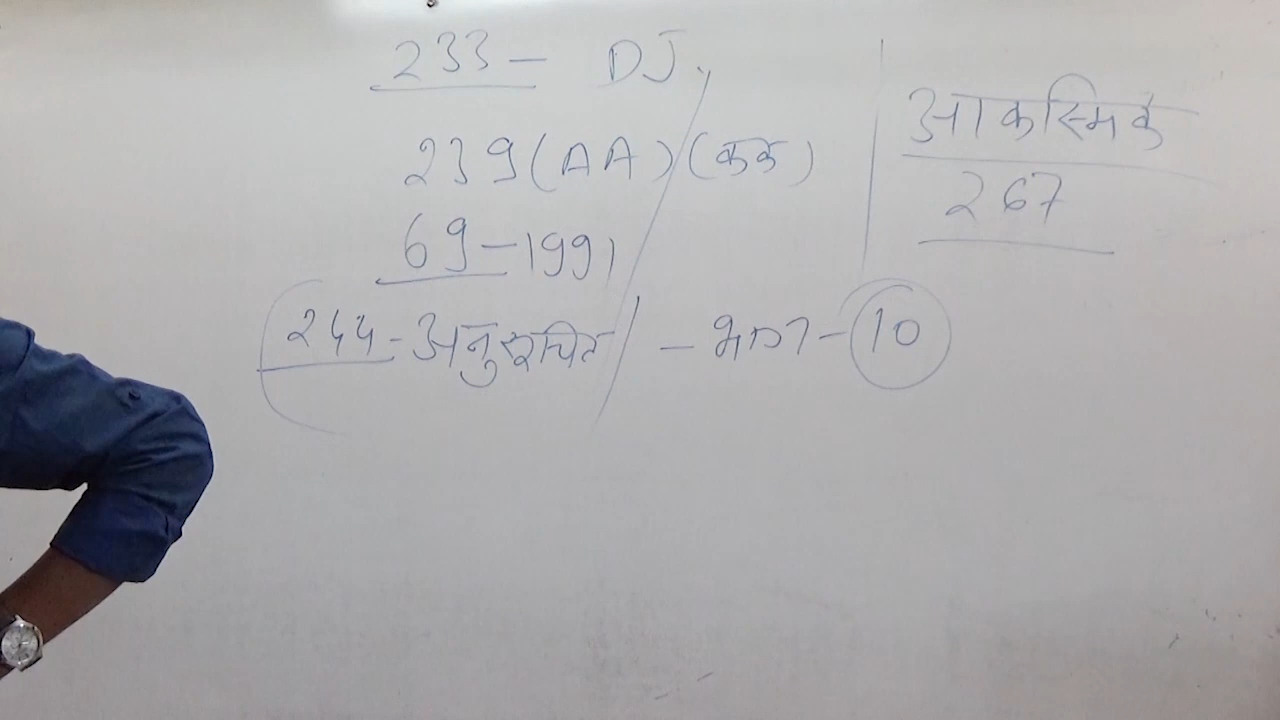 233 - DJ.
239 (AA) (कक)
69 - 1991
244 - अनुसूचित - भाग - 10
आकस्मिक
267